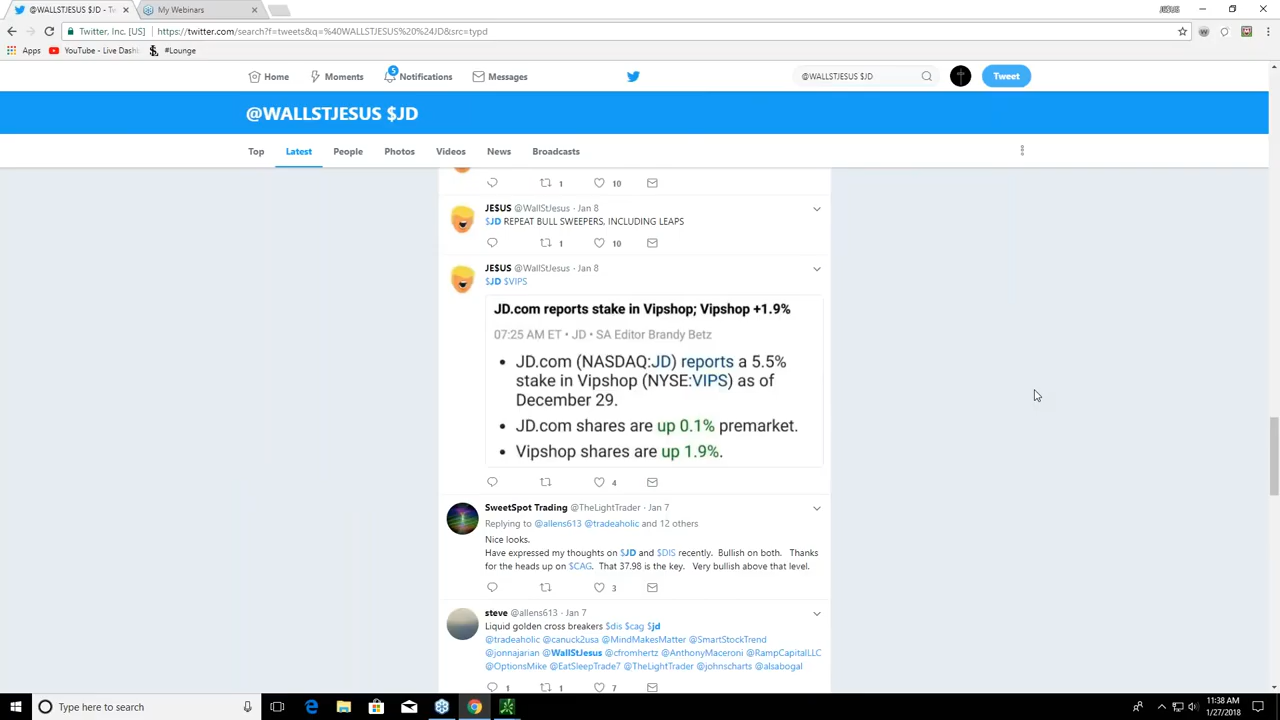 @WALLSTJESUS $JD - Tw
My Webinars
JE$US
Twitter, Inc. [US]
https://twitter.com/search?f=tweets&q=%40WALLSTJESUS%20%24JD&src=typd
Apps
YouTube - Live Dash
#Lounge
Home
Moments
5
Notifications
Messages
@WALLSTJESUS $JD
Tweet
@WALLSTJESUS $JD
Top
Latest
People
Photos
Videos
News
Broadcasts
1
10
JE$US @WallStJesus · Jan 8
$JD REPEAT BULL SWEEPERS, INCLUDING LEAPS
1
10
JE$US @WallStJesus · Jan 8
$JD $VIPS
JD.com reports stake in Vipshop; Vipshop +1.9%
07:25 AM ET • JD • SA Editor Brandy Betz
• JD.com (NASDAQ:JD) reports a 5.5%
stake in Vipshop (NYSE:VIPS) as of
December 29.
• JD.com shares are up 0.1% premarket.
• Vipshop shares are up 1.9%.
4
SweetSpot Trading @TheLightTrader · Jan 7
Replying to @allens613 @tradeaholic and 12 others
Nice looks.
Have expressed my thoughts on $JD and $DIS recently. Bullish on both. Thanks
for the heads up on $CAG. That 37.98 is the key. Very bullish above that level.
3
steve @allens613 · Jan 7
Liquid golden cross breakers $dis $cag $jd
@tradeaholic @canuck2usa @MindMakesMatter @SmartStockTrend
@jonnajarian @WallStJesus @cfromhertz @AnthonyMaceroni @RampCapitalLLC
@OptionsMike @EatSleepTrade7 @TheLightTrader @johnscharts @alsabogal
1
1
7
Type here to search
11:38 AM
1/27/2018